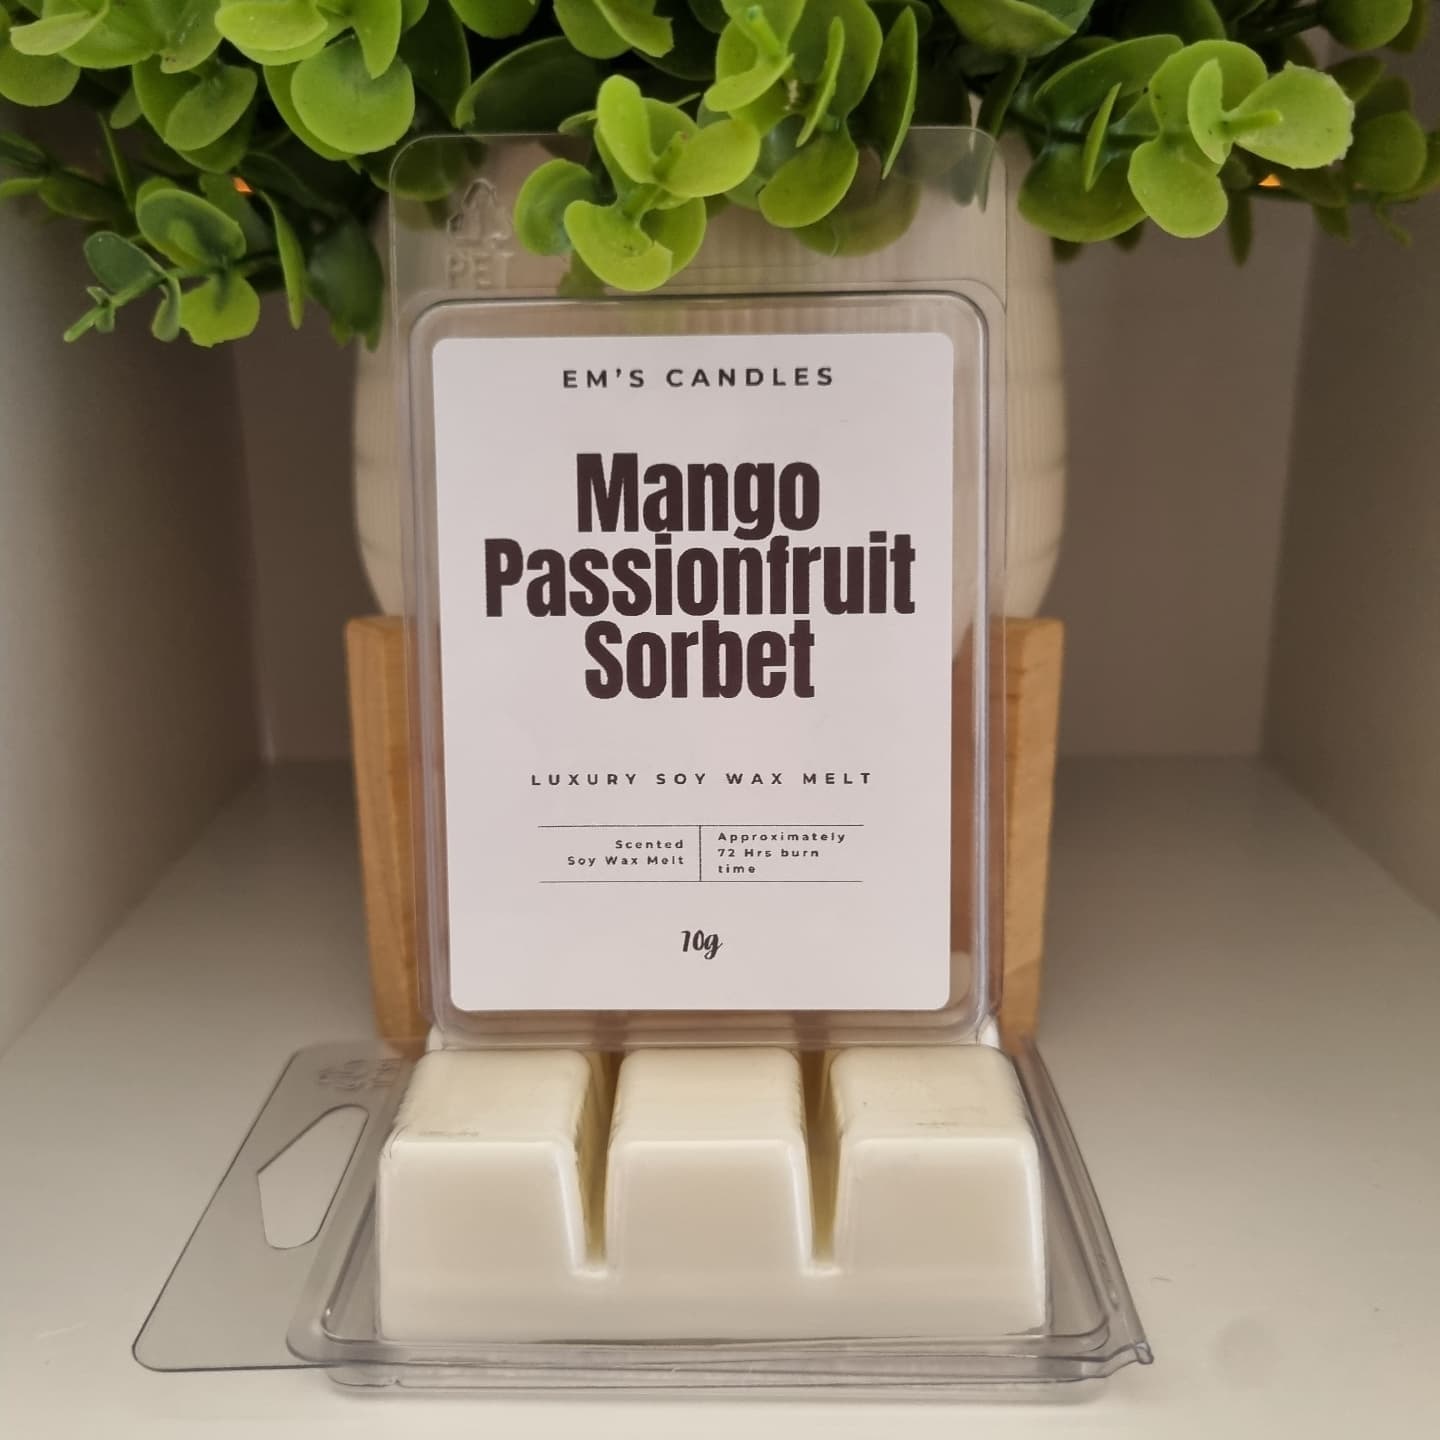 PET
EM'S CANDLES
Mango
Passionfruit
Sorbet
LUXURY SOY WAX MELT
Scented
Soy Wax Melt
Approximately
72 Hrs burn
time
70g